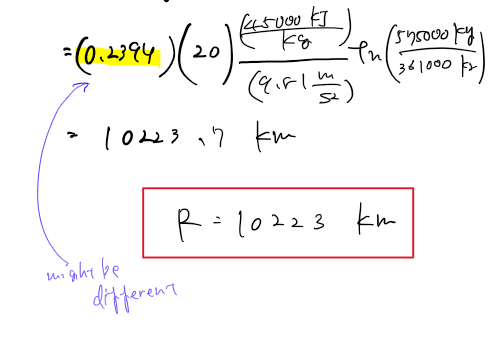 = (0.2394) (20) (45000 kJ/kg) / (9.81 m/s²) ln (575000 kg / 361000 kg)
= 10223.7 km
R = 10223 km
might be
different